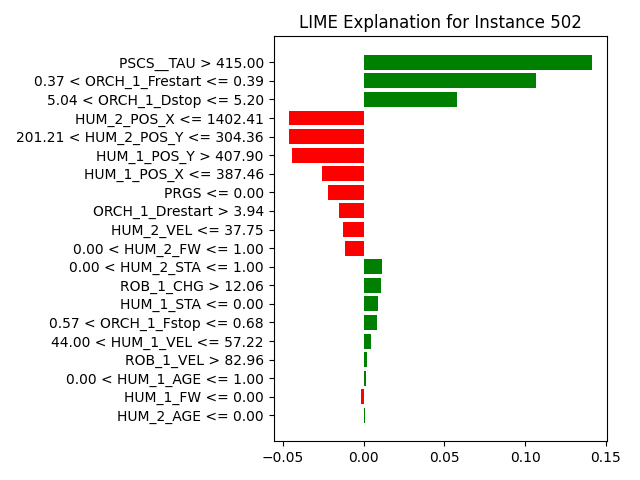 LIME Explanation for Instance 502
PSCS__TAU > 415.00
0.37 < ORCH_1_Frestart <= 0.39
5.04 < ORCH_1_Dstop <= 5.20
HUM_2_POS_X <= 1402.41
201.21 < HUM_2_POS_Y <= 304.36
HUM_1_POS_Y > 407.90
HUM_1_POS_X <= 387.46
PRGS <= 0.00
ORCH_1_Drestart > 3.94
HUM_2_VEL <= 37.75
0.00 < HUM_2_FW <= 1.00
0.00 < HUM_2_STA <= 1.00
ROB_1_CHG > 12.06
HUM_1_STA <= 0.00
0.57 < ORCH_1_Fstop <= 0.68
44.00 < HUM_1_VEL <= 57.22
ROB_1_VEL > 82.96
0.00 < HUM_1_AGE <= 1.00
HUM_1_FW <= 0.00
HUM_2_AGE <= 0.00
−0.05 0.00 0.05 0.10 0.15